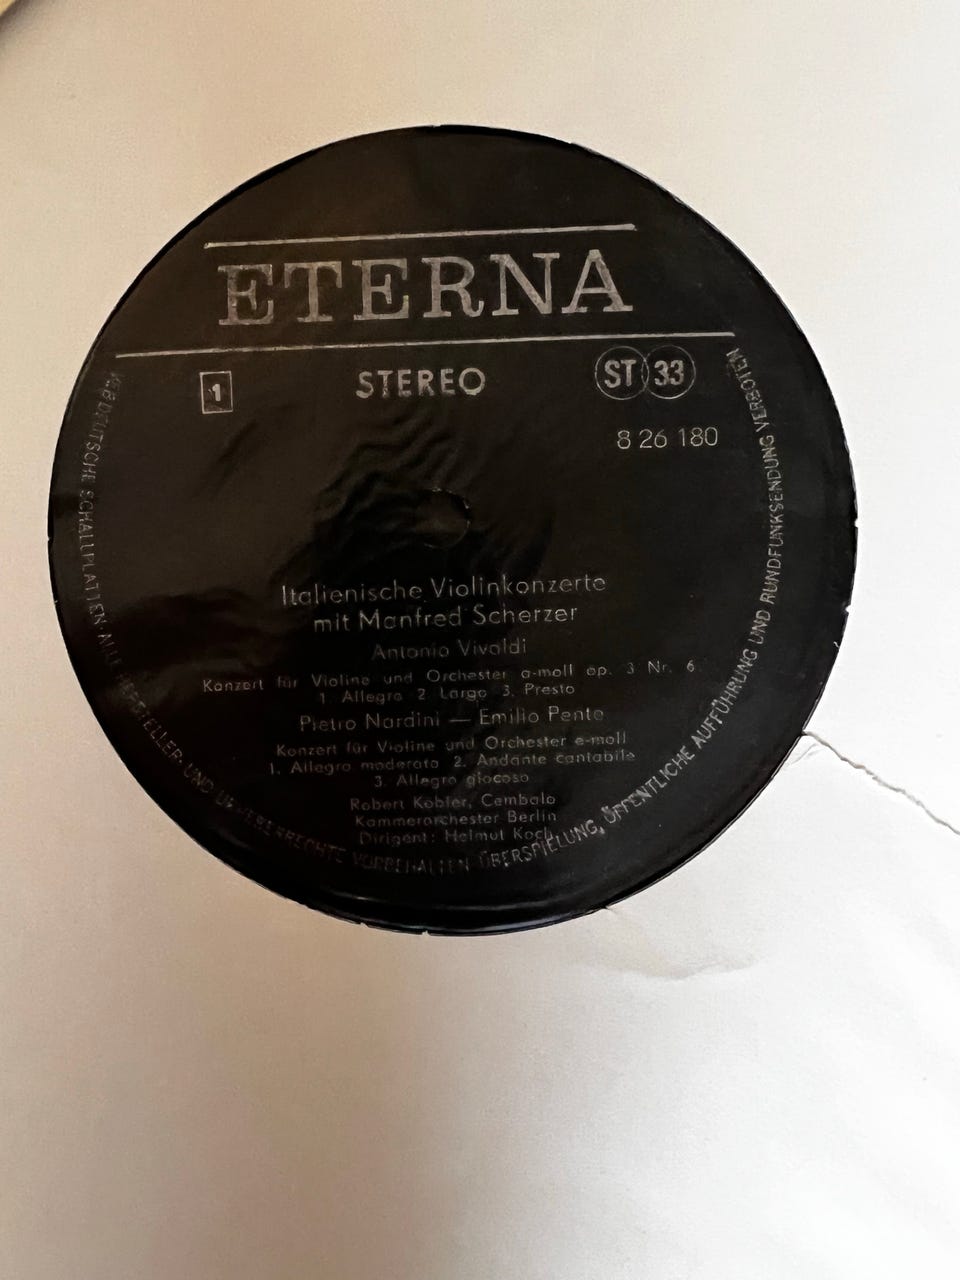 ETERNA
1 STEREO ST 33
8 26 180
Italienische Violinkonzerte
mit Manfred Scherzer
Antonio Vivaldi
Konzert für Violine und Orchester a-moll op. 3 Nr. 6
1. Allegro 2. Largo 3. Presto
Pietro Nardini — Emilio Pente
Konzert für Violine und Orchester e-moll
1. Allegro moderato 2. Andante cantabile
3. Allegro giocoso
Robert Köbler, Cembalo
Kammerorchester Berlin
Dirigent: Helmut Koch
VEB DEUTSCHE SCHALLPLATTEN· ALLE HERSTELLER- UND URHEBERRECHTE VORBEHALTEN. ÜBERSPIELUNG, ÖFFENTLICHE AUFFÜHRUNG UND RUNDFUNKSENDUNG VERBOTEN